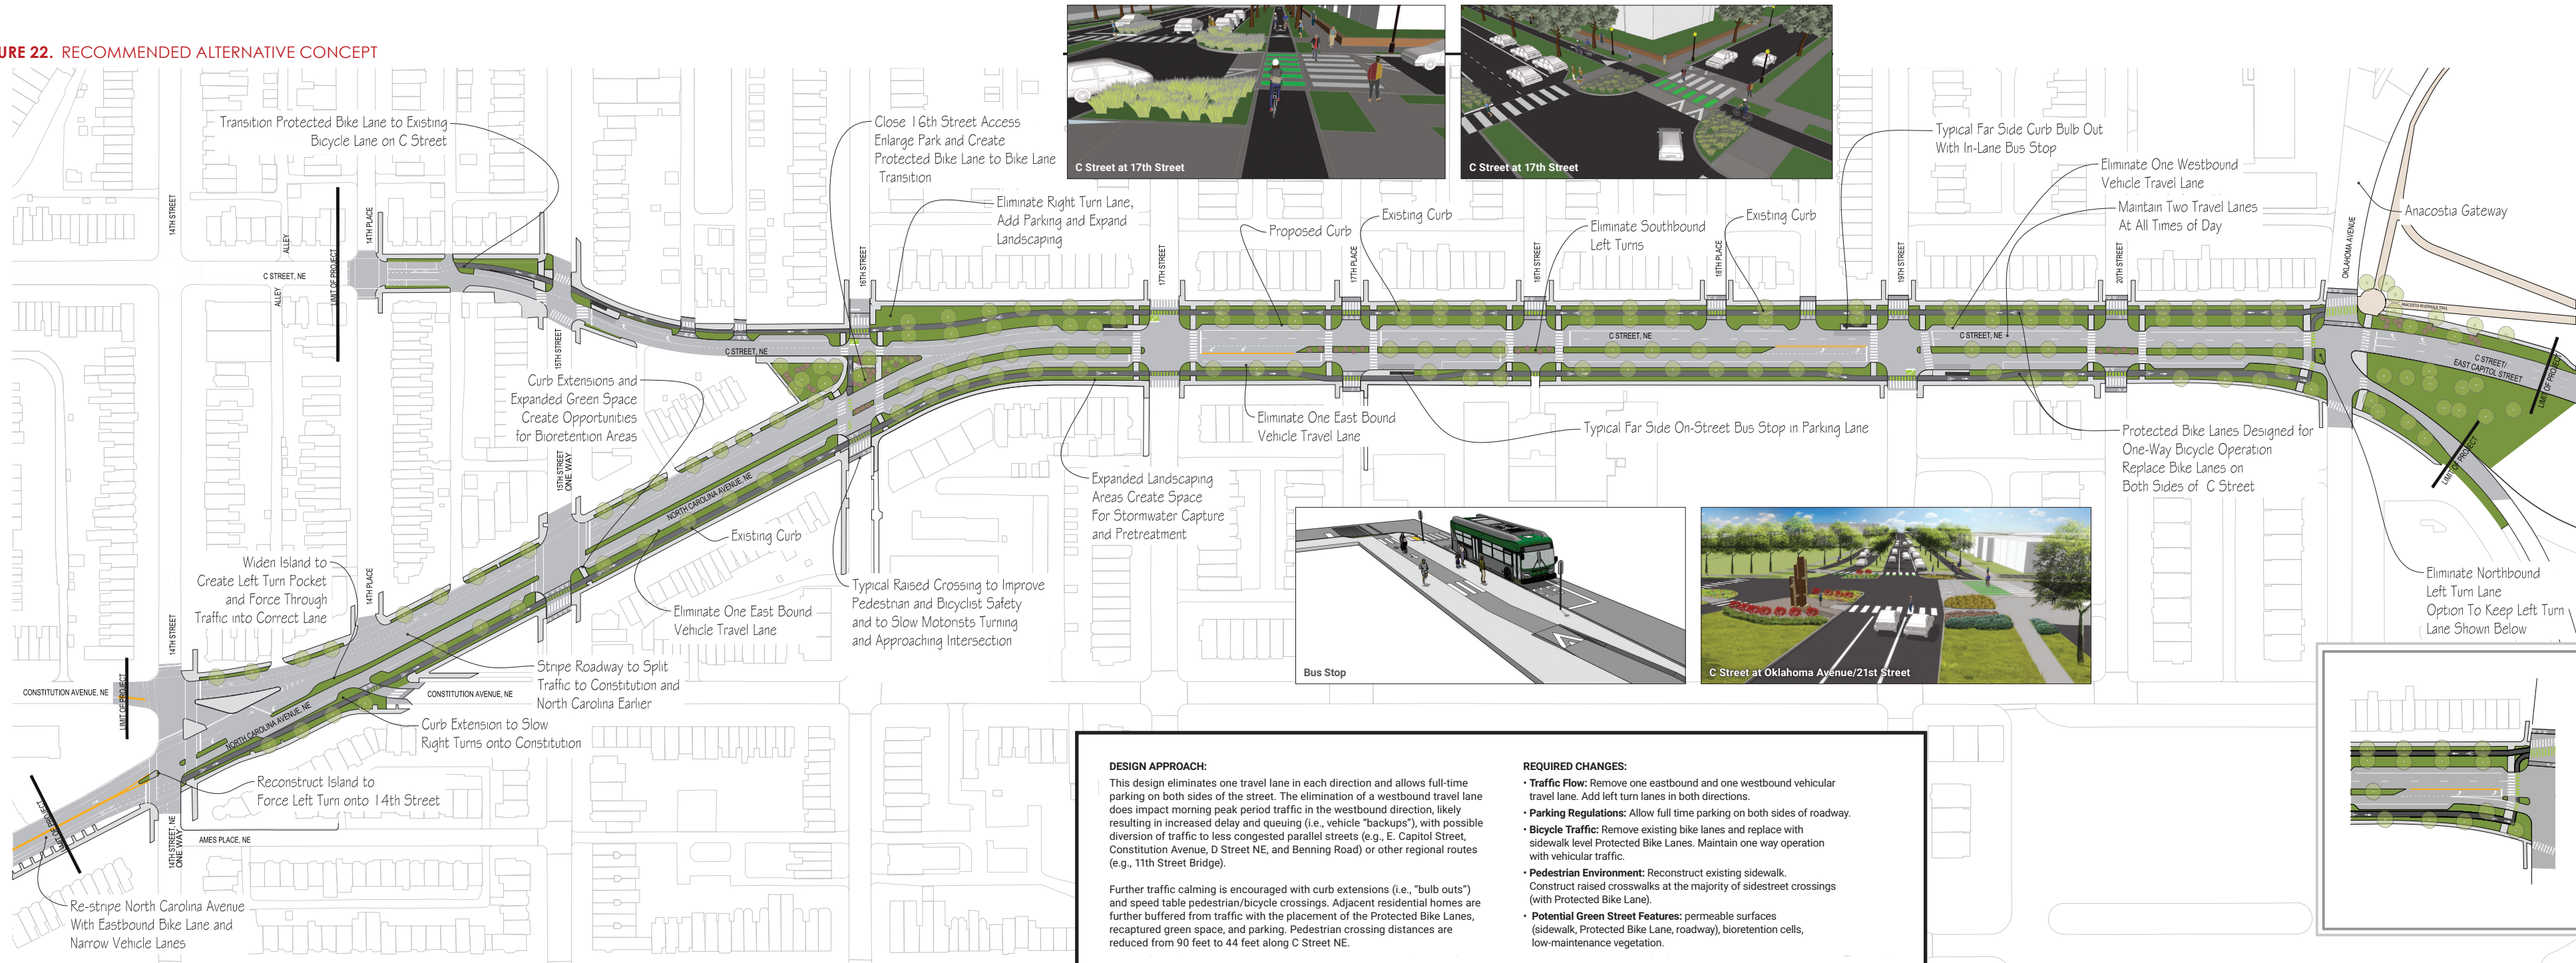 URE 22. RECOMMENDED ALTERNATIVE CONCEPT
Transition Protected Bike Lane to Existing
Bicycle Lane on C Street
Close 16th Street Access
Enlarge Park and Create
Protected Bike Lane to Bike Lane
Transition
Eliminate Right Turn Lane,
Add Parking and Expand
Landscaping
C Street at 17th Street
C Street at 17th Street
Proposed Curb
Existing Curb
Eliminate Southbound
Left Turns
Existing Curb
Typical Far Side Curb Bulb Out
With In-Lane Bus Stop
Eliminate One Westbound
Vehicle Travel Lane
Maintain Two Travel Lanes
At All Times of Day
Anacostia Gateway
14TH STREET
ALLEY
C STREET, NE
ALLEY
LIMIT OF PROJECT
14TH PLACE
15TH STREET
C STREET, NE
16TH STREET
17TH STREET
17TH PLACE
18TH STREET
C STREET, NE
18TH PLACE
19TH STREET
C STREET, NE
20TH STREET
OKLAHOMA AVENUE
ANACOSTIA RIVERWALK TRAIL
C STREET/
EAST CAPITOL STREET
LIMIT OF PROJECT
LIMIT OF PROJECT
Curb Extensions and
Expanded Green Space
Create Opportunities
for Bioretention Areas
15TH STREET
ONE WAY
NORTH CAROLINA AVENUE, NE
Existing Curb
Eliminate One East Bound
Vehicle Travel Lane
Typical Raised Crossing to Improve
Pedestrian and Bicyclist Safety
and to Slow Motorists Turning
and Approaching Intersection
Expanded Landscaping
Areas Create Space
For Stormwater Capture
and Pretreatment
Eliminate One East Bound
Vehicle Travel Lane
Typical Far Side On-Street Bus Stop in Parking Lane
Protected Bike Lanes Designed for
One-Way Bicycle Operation
Replace Bike Lanes on
Both Sides of C Street
Eliminate Northbound
Left Turn Lane
Option To Keep Left Turn
Lane Shown Below
Bus Stop
C Street at Oklahoma Avenue/21st Street
Widen Island to
Create Left Turn Pocket
and Force Through
Traffic into Correct Lane
14TH PLACE
14TH STREET
CONSTITUTION AVENUE, NE
LIMIT OF PROJECT
Stripe Roadway to Split
Traffic to Constitution and
North Carolina Earlier
CONSTITUTION AVENUE, NE
NORTH CAROLINA AVENUE, NE
Curb Extension to Slow
Right Turns onto Constitution
Reconstruct Island to
Force Left Turn onto 14th Street
LIMIT OF PROJECT
14TH STREET, NE
ONE WAY
AMES PLACE, NE
Re-stripe North Carolina Avenue
With Eastbound Bike Lane and
Narrow Vehicle Lanes
DESIGN APPROACH:
This design eliminates one travel lane in each direction and allows full-time
parking on both sides of the street. The elimination of a westbound travel lane
does impact morning peak period traffic in the westbound direction, likely
resulting in increased delay and queuing (i.e., vehicle “backups”), with possible
diversion of traffic to less congested parallel streets (e.g., E. Capitol Street,
Constitution Avenue, D Street NE, and Benning Road) or other regional routes
(e.g., 11th Street Bridge).
Further traffic calming is encouraged with curb extensions (i.e., “bulb outs”)
and speed table pedestrian/bicycle crossings. Adjacent residential homes are
further buffered from traffic with the placement of the Protected Bike Lanes,
recaptured green space, and parking. Pedestrian crossing distances are
reduced from 90 feet to 44 feet along C Street NE.
REQUIRED CHANGES:
• Traffic Flow: Remove one eastbound and one westbound vehicular
travel lane. Add left turn lanes in both directions.
• Parking Regulations: Allow full time parking on both sides of roadway.
• Bicycle Traffic: Remove existing bike lanes and replace with
sidewalk level Protected Bike Lanes. Maintain one way operation
with vehicular traffic.
• Pedestrian Environment: Reconstruct existing sidewalk.
Construct raised crosswalks at the majority of sidestreet crossings
(with Protected Bike Lane).
• Potential Green Street Features: permeable surfaces
(sidewalk, Protected Bike Lane, roadway), bioretention cells,
low-maintenance vegetation.